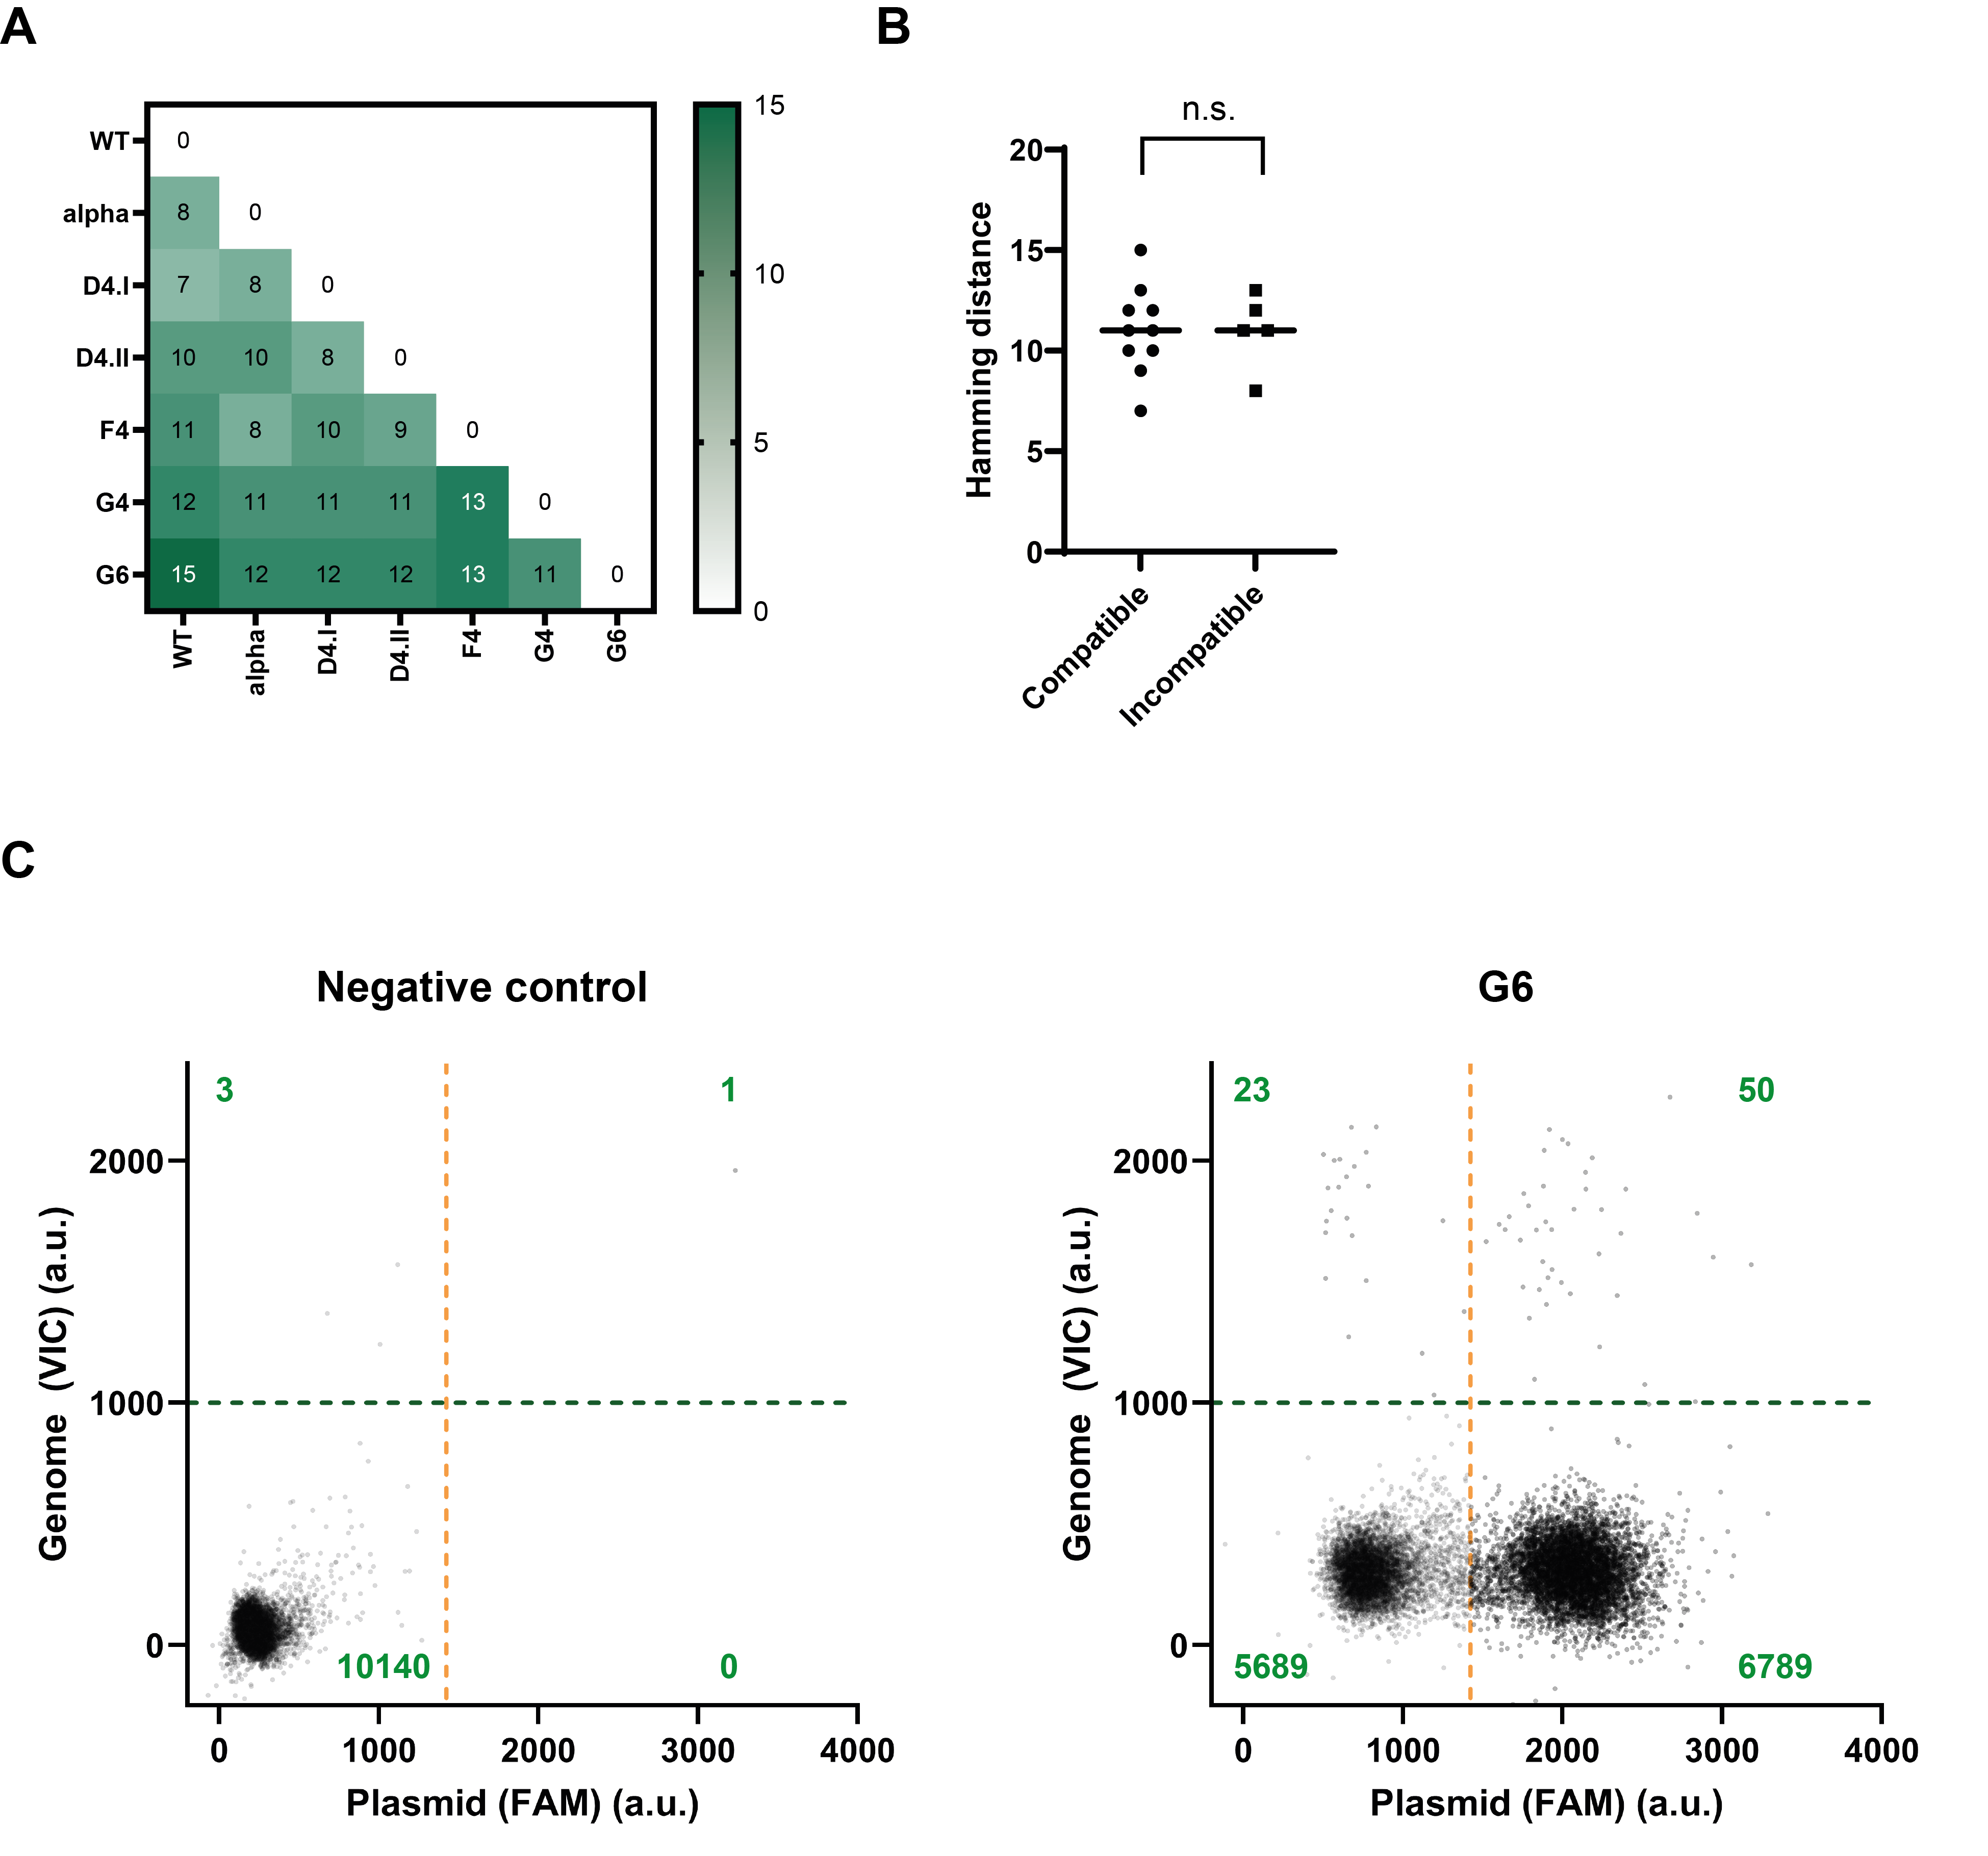 A
B
WT
0
alpha
8 0
D4.I
7 8 0
D4.II
10 10 8 0
F4
11 8 10 9 0
G4
12 11 11 11 13 0
G6
15 12 12 12 13 11 0
WT alpha D4.I D4.II F4 G4 G6
15
10
5
0
n.s.
Hamming distance
20
15
10
5
0
Compatible
Incompatible
C
Negative control
3 1
Genome (VIC) (a.u.)
2000
1000
0
10140 0
0 1000 2000 3000 4000
Plasmid (FAM) (a.u.)
G6
23 50
Genome (VIC) (a.u.)
2000
1000
0
5689 6789
0 1000 2000 3000 4000
Plasmid (FAM) (a.u.)